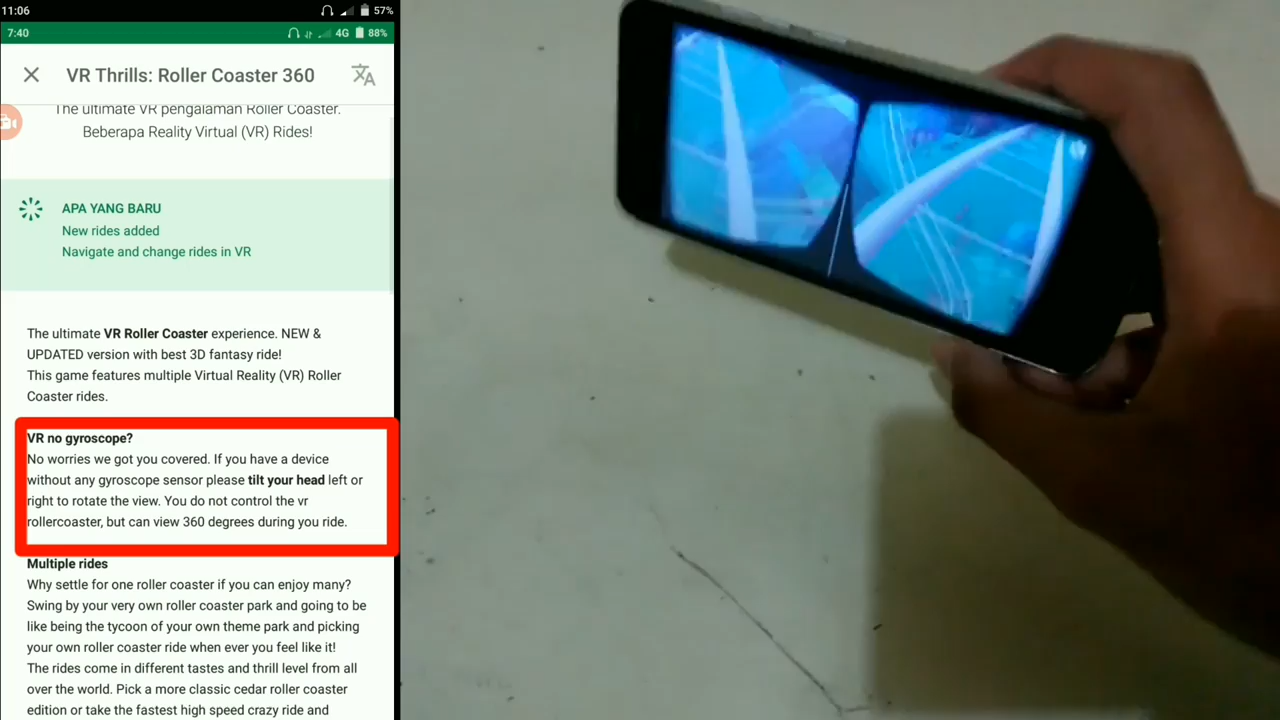 11:06
57%
7:40
4G
88%
VR Thrills: Roller Coaster 360
The ultimate VR pengalaman Roller Coaster.
Beberapa Reality Virtual (VR) Rides!
APA YANG BARU
New rides added
Navigate and change rides in VR
The ultimate VR Roller Coaster experience. NEW &
UPDATED version with best 3D fantasy ride!
This game features multiple Virtual Reality (VR) Roller
Coaster rides.
VR no gyroscope?
No worries we got you covered. If you have a device
without any gyroscope sensor please tilt your head left or
right to rotate the view. You do not control the vr
rollercoaster, but can view 360 degrees during you ride.
Multiple rides
Why settle for one roller coaster if you can enjoy many?
Swing by your very own roller coaster park and going to be
like being the tycoon of your own theme park and picking
your own roller coaster ride when ever you feel like it!
The rides come in different tastes and thrill level from all
over the world. Pick a more classic cedar roller coaster
edition or take the fastest high speed crazy ride and